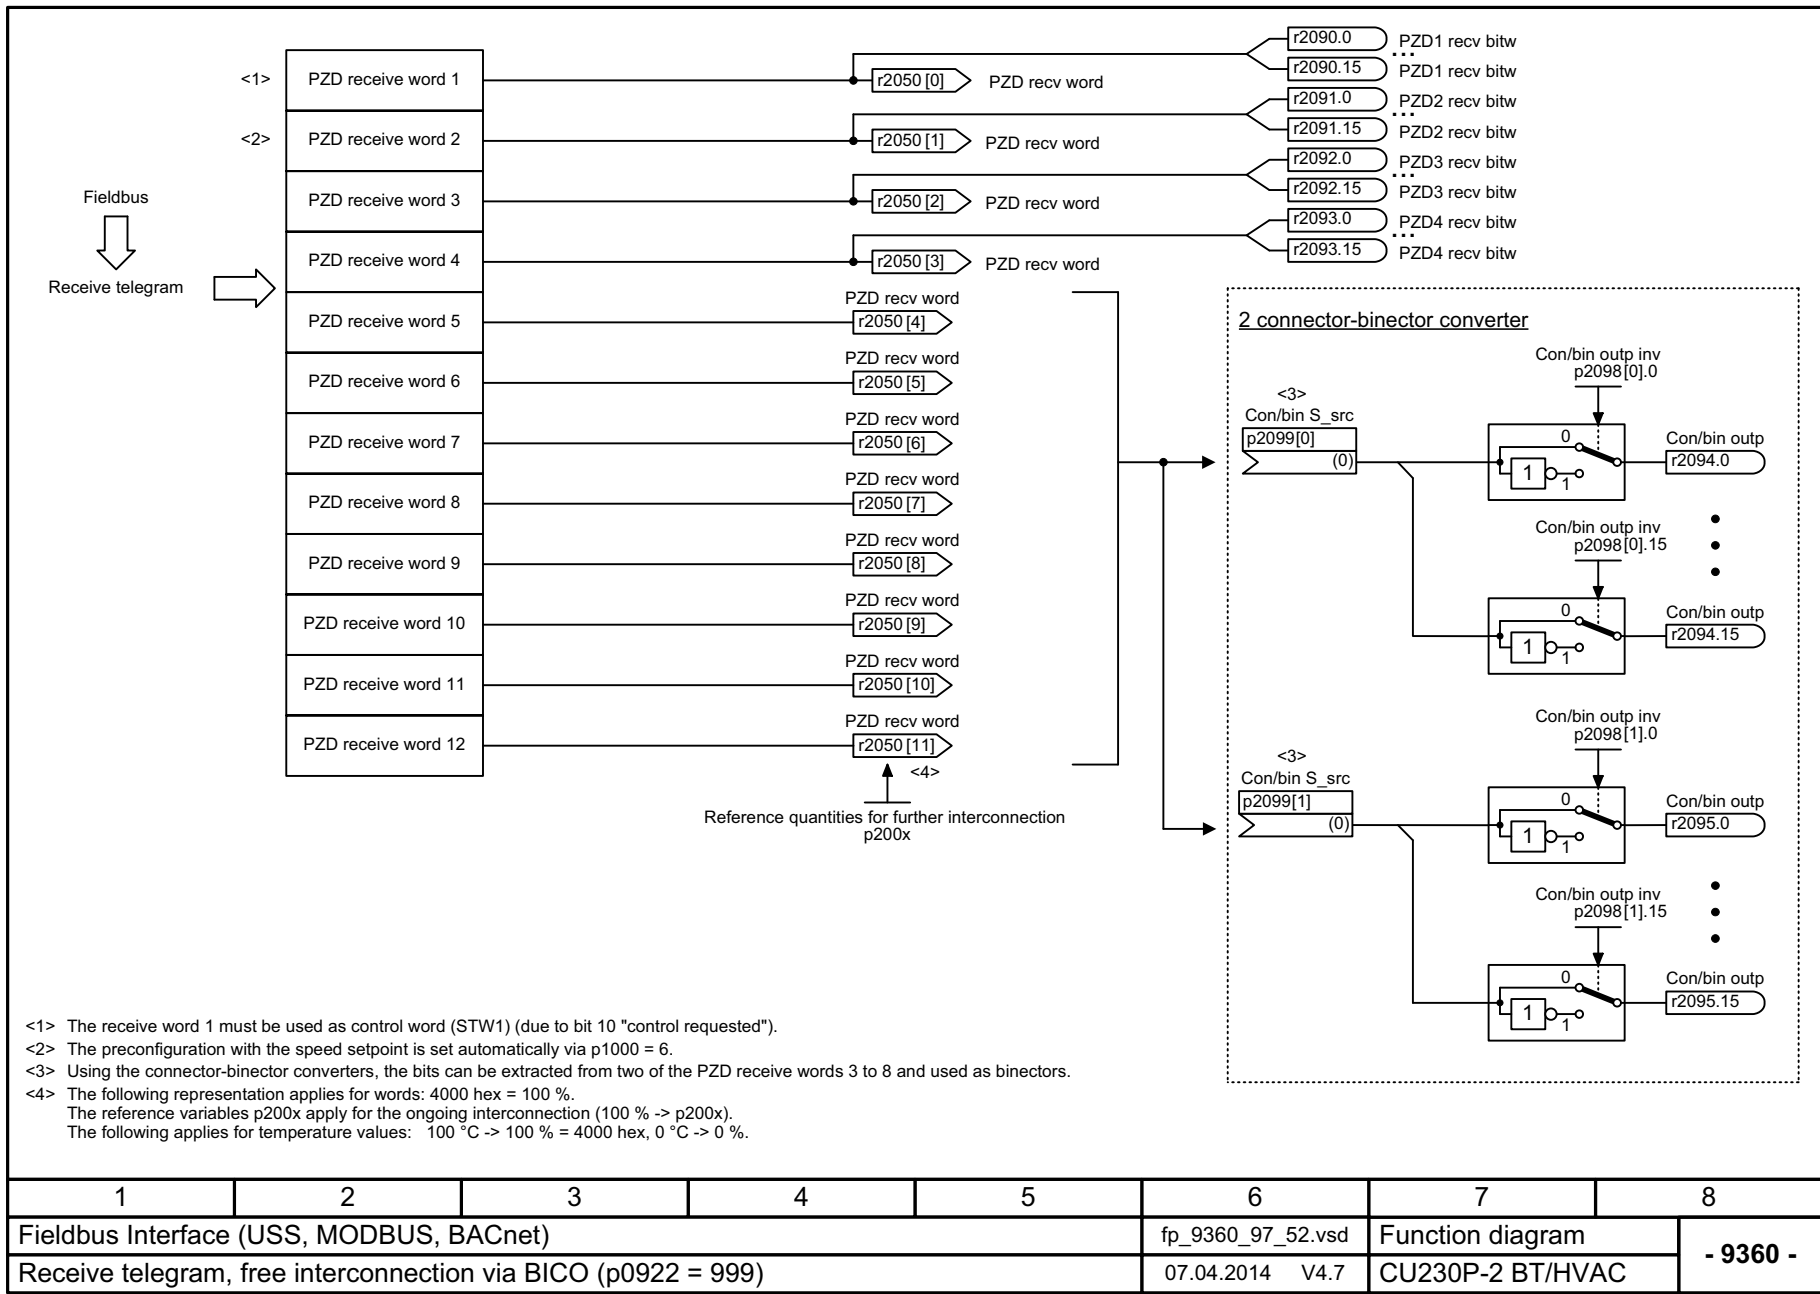 <1>
PZD receive word 1
r2050 [0]
PZD recv word
r2090.0
PZD1 recv bitw
...
r2090.15
PZD1 recv bitw
<2>
PZD receive word 2
r2050 [1]
PZD recv word
r2091.0
PZD2 recv bitw
...
r2091.15
PZD2 recv bitw
PZD receive word 3
r2050 [2]
PZD recv word
r2092.0
PZD3 recv bitw
...
r2092.15
PZD3 recv bitw
PZD receive word 4
r2050 [3]
PZD recv word
r2093.0
PZD4 recv bitw
...
r2093.15
PZD4 recv bitw
Fieldbus
Receive telegram
PZD receive word 5
PZD recv word
r2050 [4]
PZD receive word 6
PZD recv word
r2050 [5]
PZD receive word 7
PZD recv word
r2050 [6]
PZD receive word 8
PZD recv word
r2050 [7]
PZD receive word 9
PZD recv word
r2050 [8]
PZD receive word 10
PZD recv word
r2050 [9]
PZD receive word 11
PZD recv word
r2050 [10]
PZD receive word 12
PZD recv word
r2050 [11]
<4>
Reference quantities for further interconnection
p200x
2 connector-binector converter
<3>
Con/bin S_src
p2099[0]
(0)
Con/bin outp inv
p2098[0].0
0
1
1
Con/bin outp
r2094.0
Con/bin outp inv
p2098[0].15
0
1
1
Con/bin outp
r2094.15
<3>
Con/bin S_src
p2099[1]
(0)
Con/bin outp inv
p2098[1].0
0
1
1
Con/bin outp
r2095.0
Con/bin outp inv
p2098[1].15
0
1
1
Con/bin outp
r2095.15
<1> The receive word 1 must be used as control word (STW1) (due to bit 10 "control requested").
<2> The preconfiguration with the speed setpoint is set automatically via p1000 = 6.
<3> Using the connector-binector converters, the bits can be extracted from two of the PZD receive words 3 to 8 and used as binectors.
<4> The following representation applies for words: 4000 hex = 100 %.
The reference variables p200x apply for the ongoing interconnection (100 % -> p200x).
The following applies for temperature values: 100 °C -> 100 % = 4000 hex, 0 °C -> 0 %.
1 2 3 4 5 6 7 8
Fieldbus Interface (USS, MODBUS, BACnet)
fp_9360_97_52.vsd
Function diagram
- 9360 -
Receive telegram, free interconnection via BICO (p0922 = 999)
07.04.2014 V4.7
CU230P-2 BT/HVAC